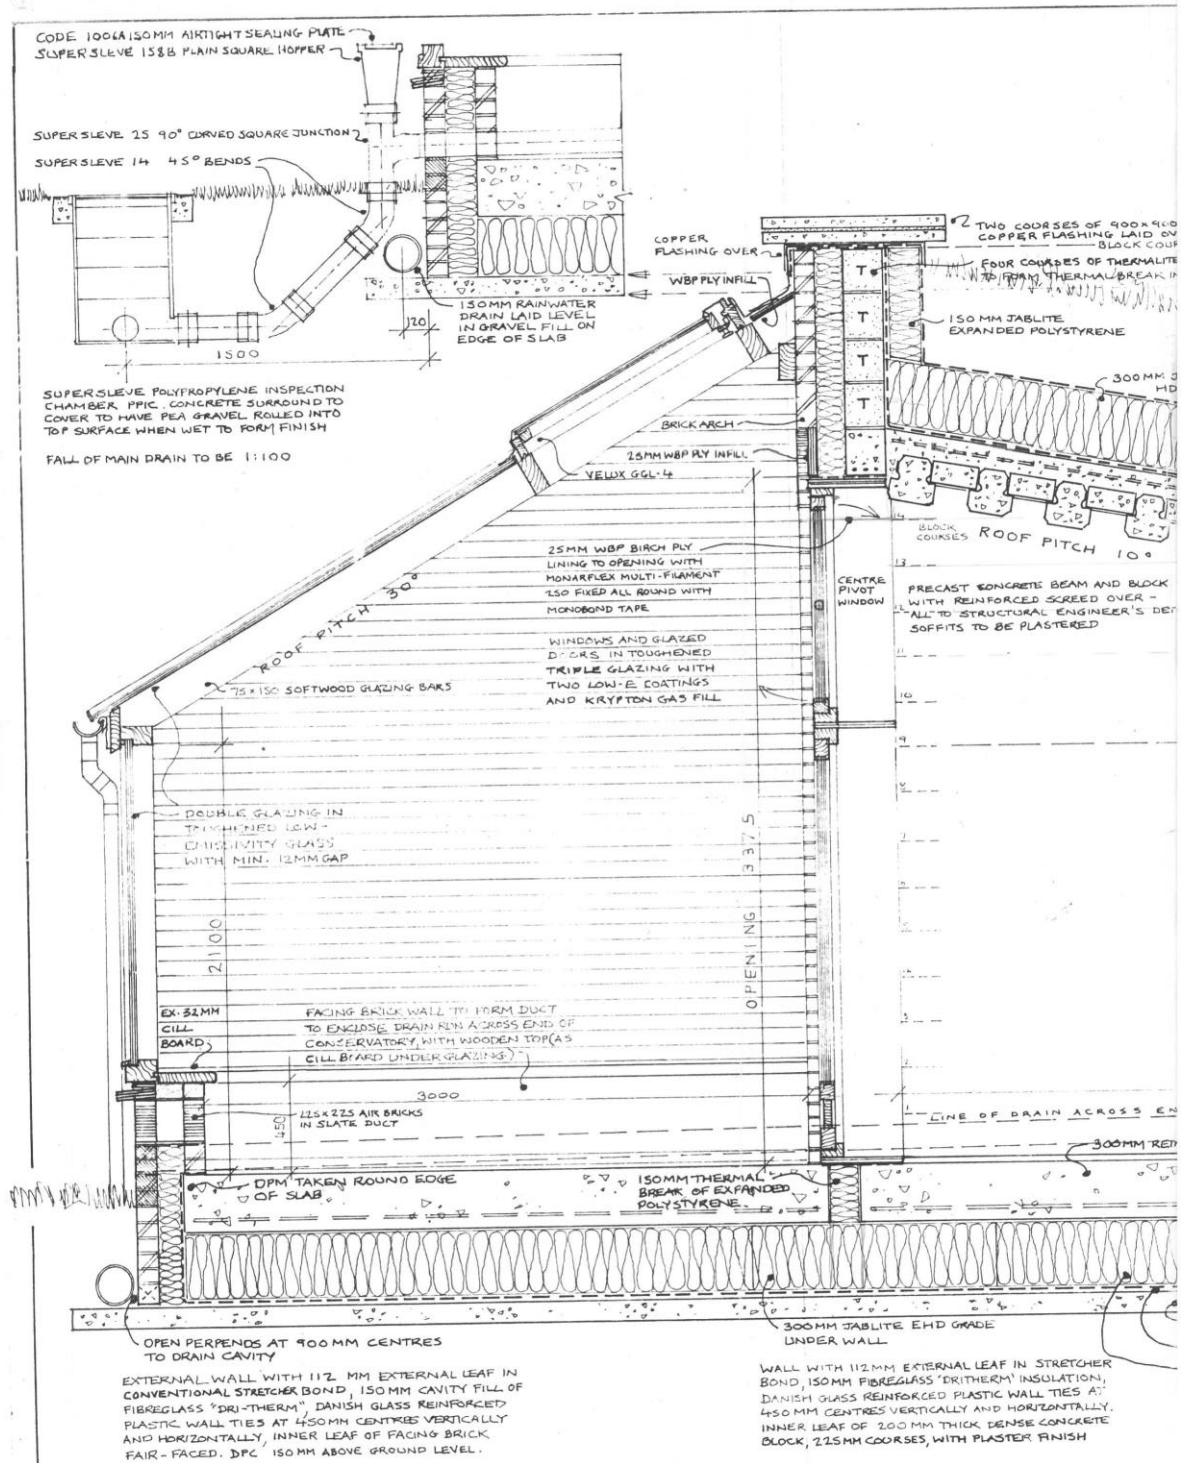 CODE 1006A 150MM AIRTIGHT SEALING PLATE
SUPERSLEVE 158B PLAIN SQUARE HOPPER
SUPERSLEVE 25 90° CURVED SQUARE JUNCTION
SUPERSLEVE 14 45° BENDS
150MM RAINWATER
DRAIN LAID LEVEL
IN GRAVEL FILL ON
EDGE OF SLAB
120
1500
SUPERSLEVE POLYPROPYLENE INSPECTION
CHAMBER PPIC. CONCRETE SURROUND TO
COVER TO HAVE PEA GRAVEL ROLLED INTO
TOP SURFACE WHEN WET TO FORM FINISH
FALL OF MAIN DRAIN TO BE 1:100
COPPER
FLASHING OVER
WBP PLY INFILL
TWO COURSES OF 900 x 
COPPER FLASHING LAID
BLOCK
FOUR COURSES OF THERMALITE
TO FORM THERMAL BREAK
T
T
T
T
150 MM JABLITE
EXPANDED POLYSTYRENE
300MM
BRICK ARCH
25MM WBP PLY INFILL
VELUX GGL-4
14
BLOCK
COURSES
ROOF PITCH 10°
25MM WBP BIRCH PLY
LINING TO OPENING WITH
MONARFLEX MULTI-FILAMENT
250 FIXED ALL ROUND WITH
MONOBOND TAPE
13
CENTRE
PIVOT
WINDOW
12
PRECAST CONCRETE BEAM AND BLOCK
WITH REINFORCED SCREED OVER -
ALL TO STRUCTURAL ENGINEER'S
SOFFITS TO BE PLASTERED
ROOF PITCH 30°
WINDOWS AND GLAZED
DOORS IN TOUGHENED
TRIPLE GLAZING WITH
TWO LOW-E COATINGS
AND KRYPTON GAS FILL
11
10
75 x 150 SOFTWOOD GLAZING BARS
DOUBLE GLAZING IN
TOUGHENED LOW-
EMISSIVITY GLASS
WITH MIN. 12MM GAP
2100
OPENING 3375
EX. 32MM
CILL
BOARD
FACING BRICK WALL TO FORM DUCT
TO ENCLOSE DRAIN RUN ACROSS END OF
CONSERVATORY, WITH WOODEN TOP (AS
CILL BOARD UNDER GLAZING)
3000
450
225 x 225 AIR BRICKS
IN SLATE DUCT
LINE OF DRAIN ACROSS
300MM
DPM TAKEN ROUND EDGE
OF SLAB
150MM THERMAL
BREAK OF EXPANDED
POLYSTYRENE
OPEN PERPENDS AT 900MM CENTRES
TO DRAIN CAVITY
300MM JABLITE EHD GRADE
UNDER WALL
EXTERNAL WALL WITH 112 MM EXTERNAL LEAF IN
CONVENTIONAL STRETCHER BOND, 150MM CAVITY FILL OF
FIBREGLASS "DRI-THERM", DANISH GLASS REINFORCED
PLASTIC WALL TIES AT 450MM CENTRES VERTICALLY
AND HORIZONTALLY, INNER LEAF OF FACING BRICK
FAIR-FACED. DPC 150MM ABOVE GROUND LEVEL.
WALL WITH 112MM EXTERNAL LEAF IN STRETCHER
BOND, 150MM FIBREGLASS 'DRITHERM' INSULATION,
DANISH GLASS REINFORCED PLASTIC WALL TIES AT
450MM CENTRES VERTICALLY AND HORIZONTALLY.
INNER LEAF OF 200MM THICK DENSE CONCRETE
BLOCK, 225MM COURSES, WITH PLASTER FINISH